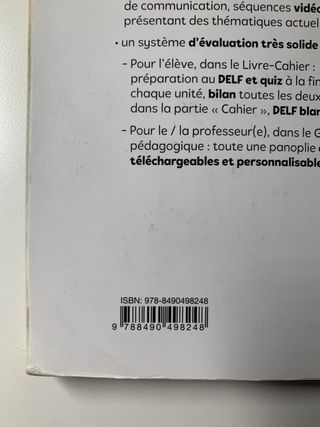 de communication, séquences vidéo
présentant des thématiques actuel
• un système d'évaluation très solide
– Pour l'élève, dans le Livre-Cahier :
préparation au DELF et quiz à la fin
chaque unité, bilan toutes les deux
dans la partie « Cahier », DELF blan
– Pour le / la professeur(e), dans le G
pédagogique : toute une panoplie
téléchargeables et personnalisable
ISBN: 978-8490498248
9 788490 498248